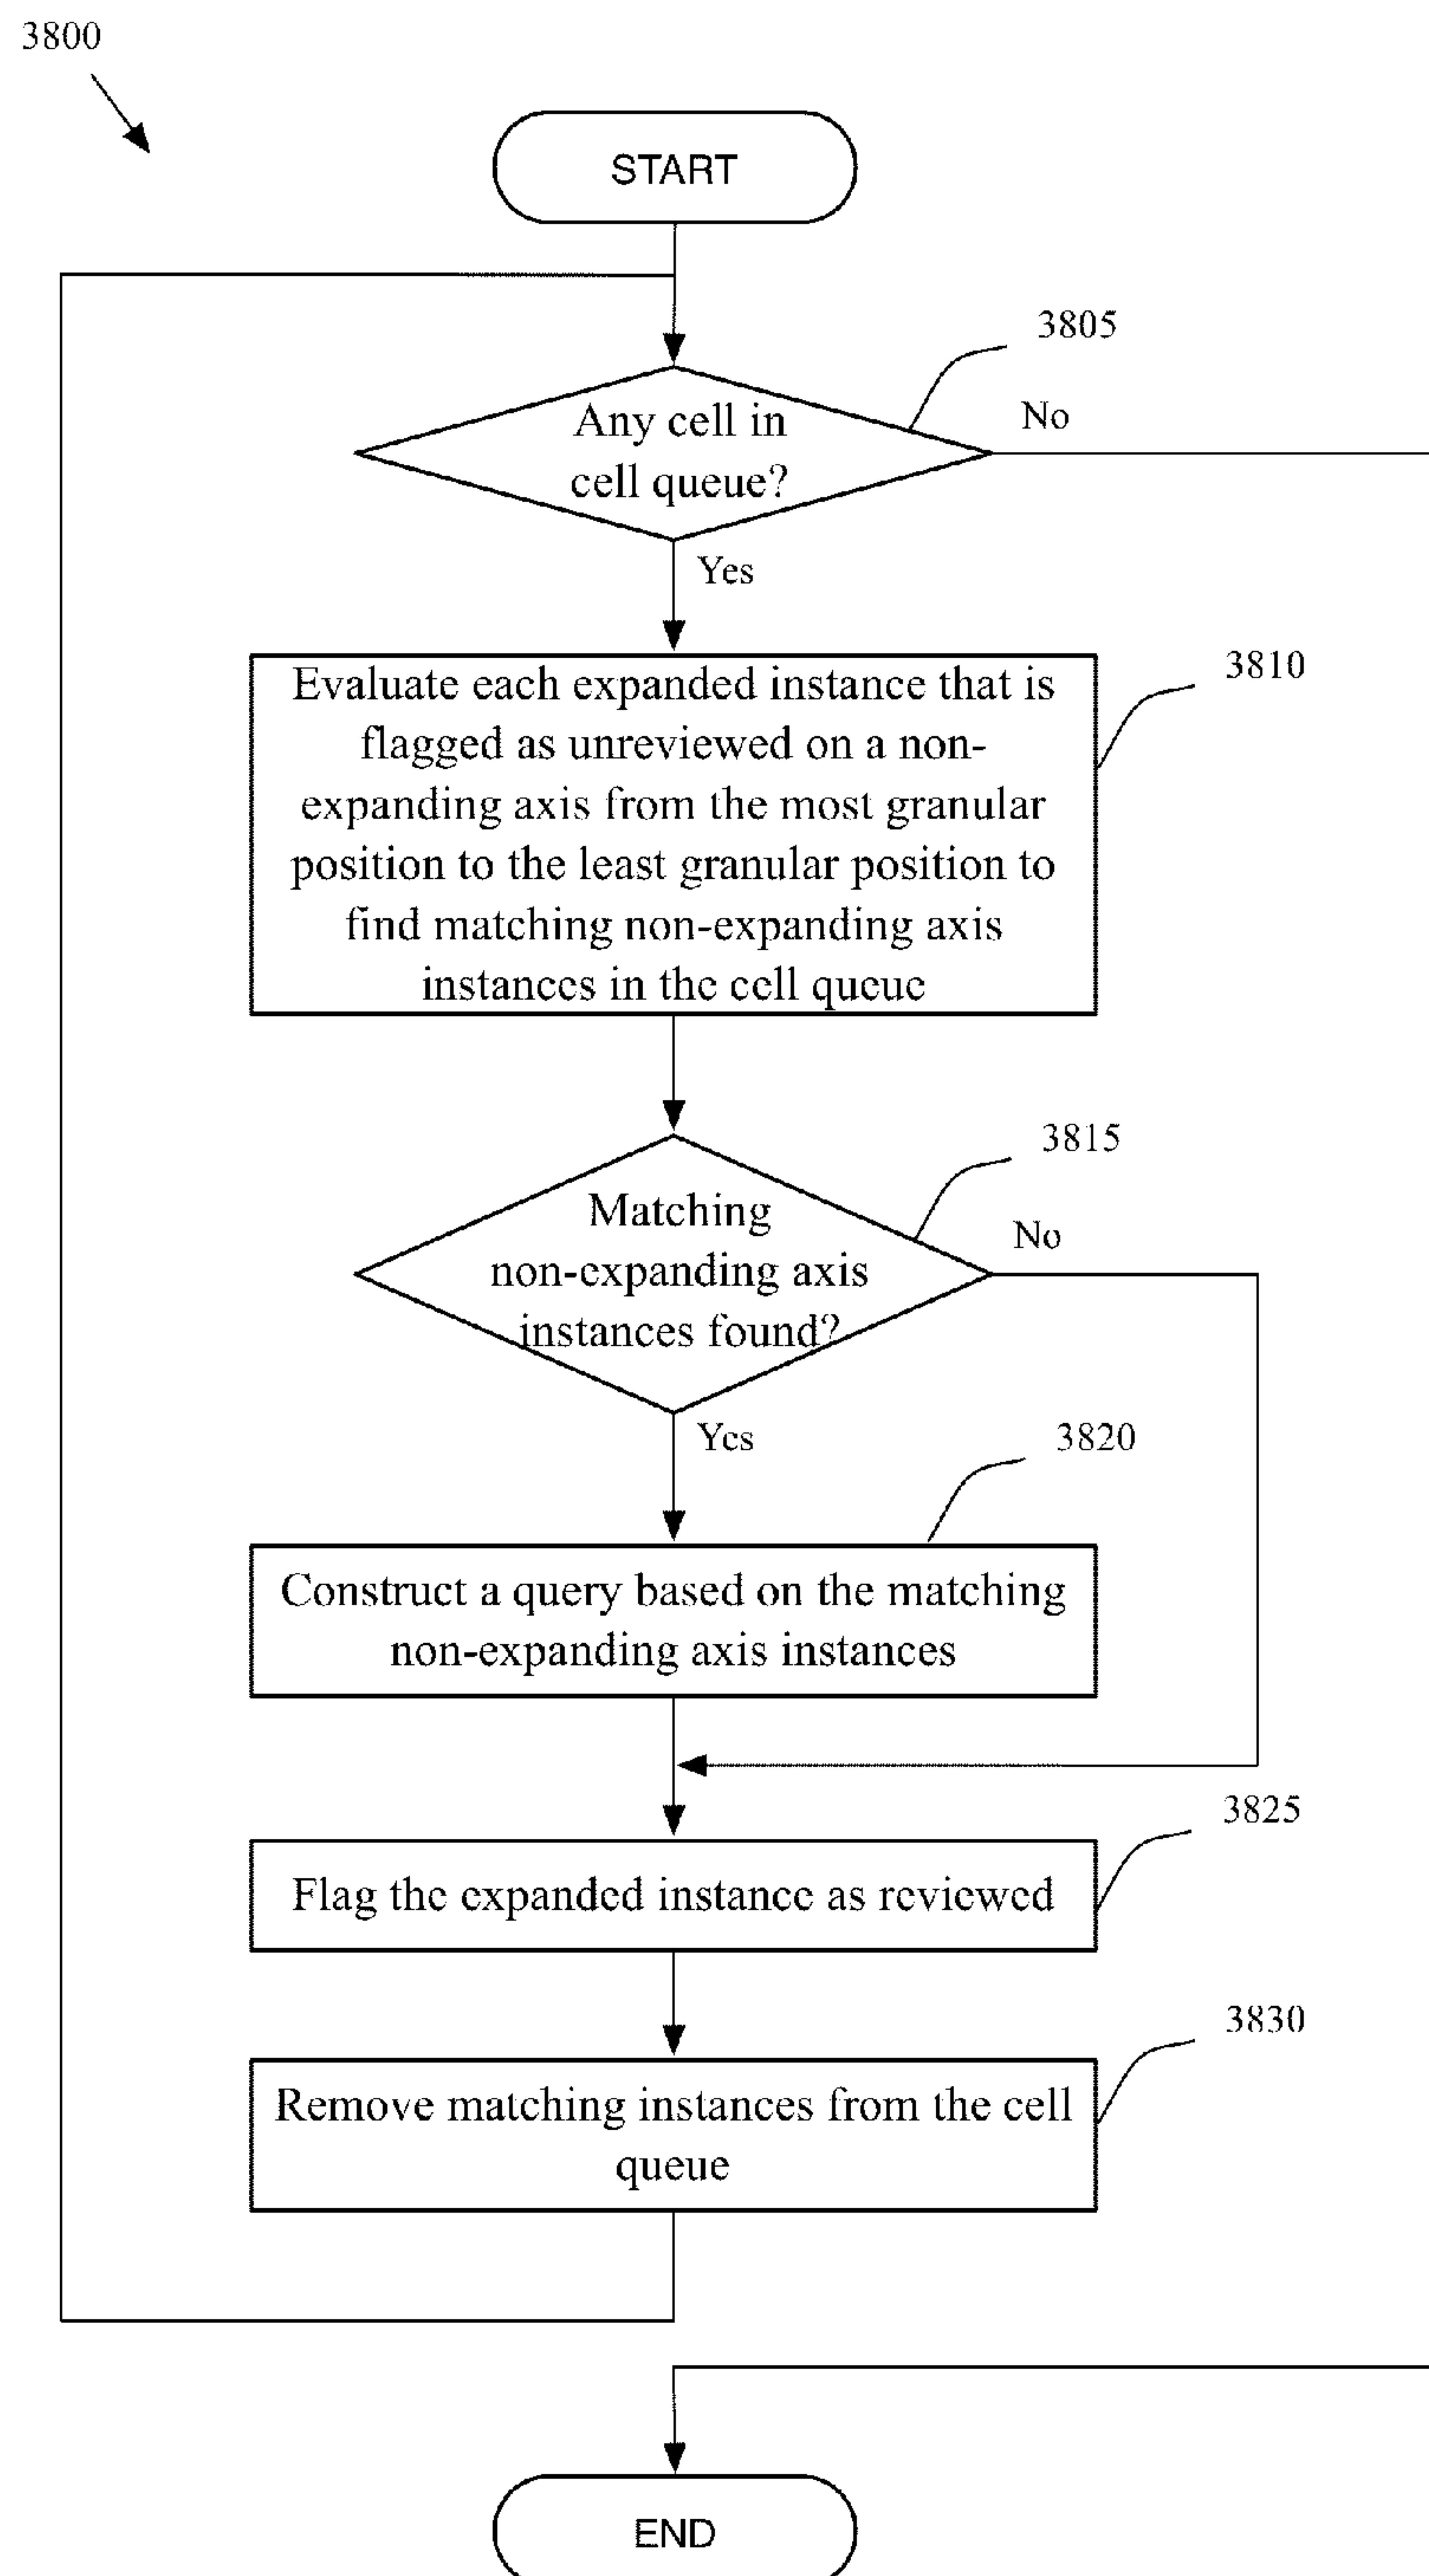 3800
START
3805
Any cell in
cell queue?
No
Yes
3810
Evaluate each expanded instance that is
flagged as unreviewed on a non-
expanding axis from the most granular
position to the least granular position to
find matching non-expanding axis
instances in the cell queue
3815
Matching
non-expanding axis
instances found?
No
Yes
3820
Construct a query based on the matching
non-expanding axis instances
3825
Flag the expanded instance as reviewed
3830
Remove matching instances from the cell
queue
END